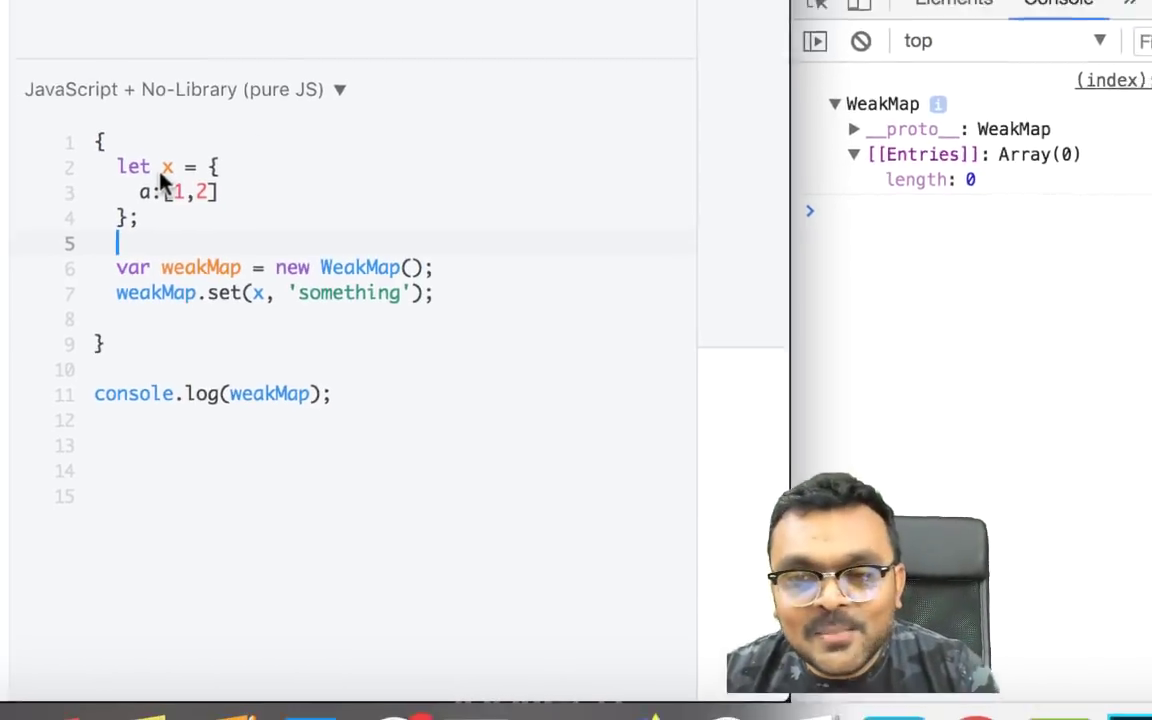 JavaScript + No-Library (pure JS) ▼
1 {
2 let x = {
3 a:[1,2]
4 };
5
6 var weakMap = new WeakMap();
7 weakMap.set(x, 'something');
8
9 }
10
11 console.log(weakMap);
12
13
14
15
Elements Console »
top ▼ Fi
(index):
▼ WeakMap i
▶ __proto__: WeakMap
▼ [[Entries]]: Array(0)
length: 0
>